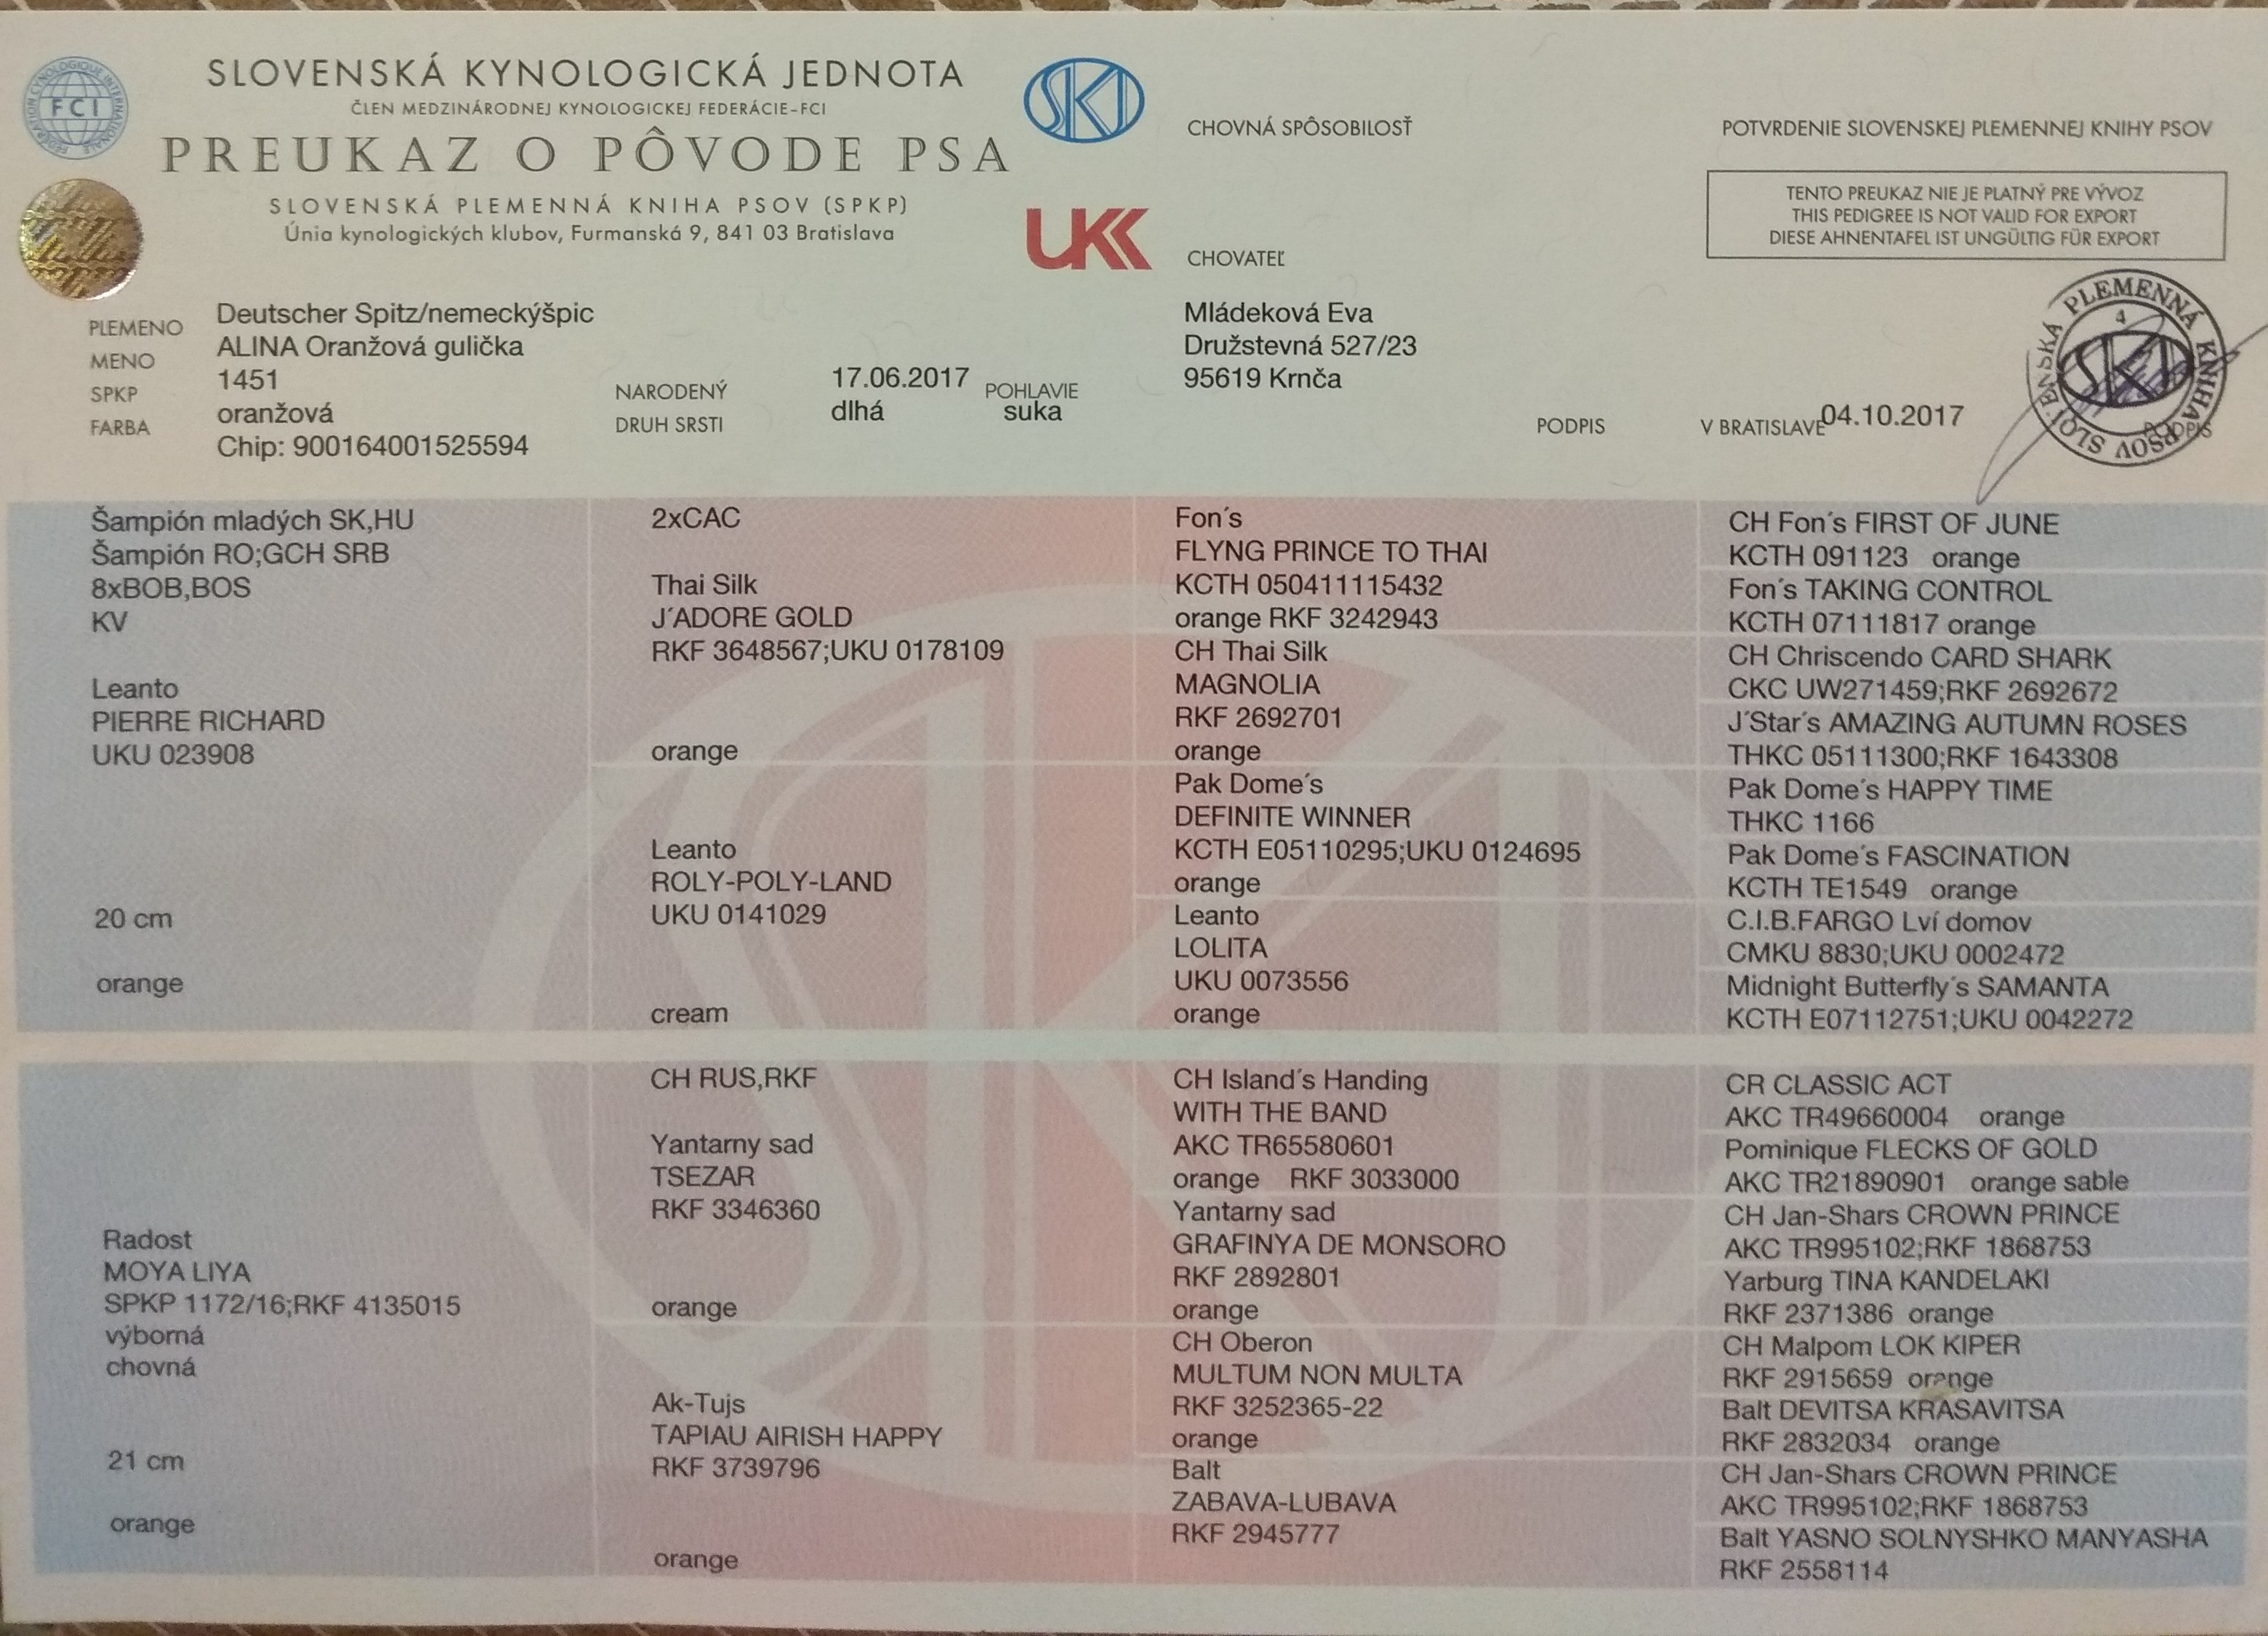 FCI
FEDERATION CYNOLOGIQUE INTERNATIONALE
SLOVENSKÁ KYNOLOGICKÁ JEDNOTA
ČLEN MEDZINÁRODNEJ KYNOLOGICKEJ FEDERÁCIE-FCI
PREUKAZ O PÔVODE PSA
SLOVENSKÁ PLEMENNÁ KNIHA PSOV (SPKP)
Únia kynologických klubov, Furmanská 9, 841 03 Bratislava
SKJ
UKK
CHOVNÁ SPÔSOBILOSŤ
CHOVATEĽ
POTVRDENIE SLOVENSKEJ PLEMENNEJ KNIHY PSOV
TENTO PREUKAZ NIE JE PLATNÝ PRE VÝVOZ
THIS PEDIGREE IS NOT VALID FOR EXPORT
DIESE AHNENTAFEL IST UNGÜLTIG FÜR EXPORT
PLEMENO Deutscher Spitz/nemeckýšpic
MENO ALINA Oranžová gulička
SPKP 1451
FARBA oranžová
Chip: 900164001525594
NARODENÝ 17.06.2017 POHLAVIE
DRUH SRSTI dlhá suka
Mládeková Eva
Družstevná 527/23
95619 Krnča
PODPIS
V BRATISLAVE 04.10.2017
PODPIS
PLEMENNÁ KNIHA PSOV
4
SKJ
Šampión mladých SK,HU
Šampión RO;GCH SRB
8xBOB,BOS
KV
Leanto
PIERRE RICHARD
UKU 023908
20 cm
orange
2xCAC
Thai Silk
J´ADORE GOLD
RKF 3648567;UKU 0178109
orange
Leanto
ROLY-POLY-LAND
UKU 0141029
cream
Fon´s
FLYNG PRINCE TO THAI
KCTH 050411115432
orange RKF 3242943
CH Thai Silk
MAGNOLIA
RKF 2692701
orange
Pak Dome´s
DEFINITE WINNER
KCTH E05110295;UKU 0124695
orange
Leanto
LOLITA
UKU 0073556
orange
CH Fon´s FIRST OF JUNE
KCTH 091123 orange
Fon´s TAKING CONTROL
KCTH 07111817 orange
CH Chriscendo CARD SHARK
CKC UW271459;RKF 2692672
J´Star´s AMAZING AUTUMN ROSES
THKC 05111300;RKF 1643308
Pak Dome´s HAPPY TIME
THKC 1166
Pak Dome´s FASCINATION
KCTH TE1549 orange
C.I.B.FARGO Lví domov
CMKU 8830;UKU 0002472
Midnight Butterfly´s SAMANTA
KCTH E07112751;UKU 0042272
Radost
MOYA LIYA
SPKP 1172/16;RKF 4135015
výborná
chovná
21 cm
orange
CH RUS,RKF
Yantarny sad
TSEZAR
RKF 3346360
orange
Ak-Tujs
TAPIAU AIRISH HAPPY
RKF 3739796
orange
CH Island´s Handing
WITH THE BAND
AKC TR65580601
orange RKF 3033000
Yantarny sad
GRAFINYA DE MONSORO
RKF 2892801
orange
CH Oberon
MULTUM NON MULTA
RKF 3252365-22
orange
Balt
ZABAVA-LUBAVA
RKF 2945777
CR CLASSIC ACT
AKC TR49660004 orange
Pominique FLECKS OF GOLD
AKC TR21890901 orange sable
CH Jan-Shars CROWN PRINCE
AKC TR995102;RKF 1868753
Yarburg TINA KANDELAKI
RKF 2371386 orange
CH Malpom LOK KIPER
RKF 2915659 orange
Balt DEVITSA KRASAVITSA
RKF 2832034 orange
CH Jan-Shars CROWN PRINCE
AKC TR995102;RKF 1868753
Balt YASNO SOLNYSHKO MANYASHA
RKF 2558114